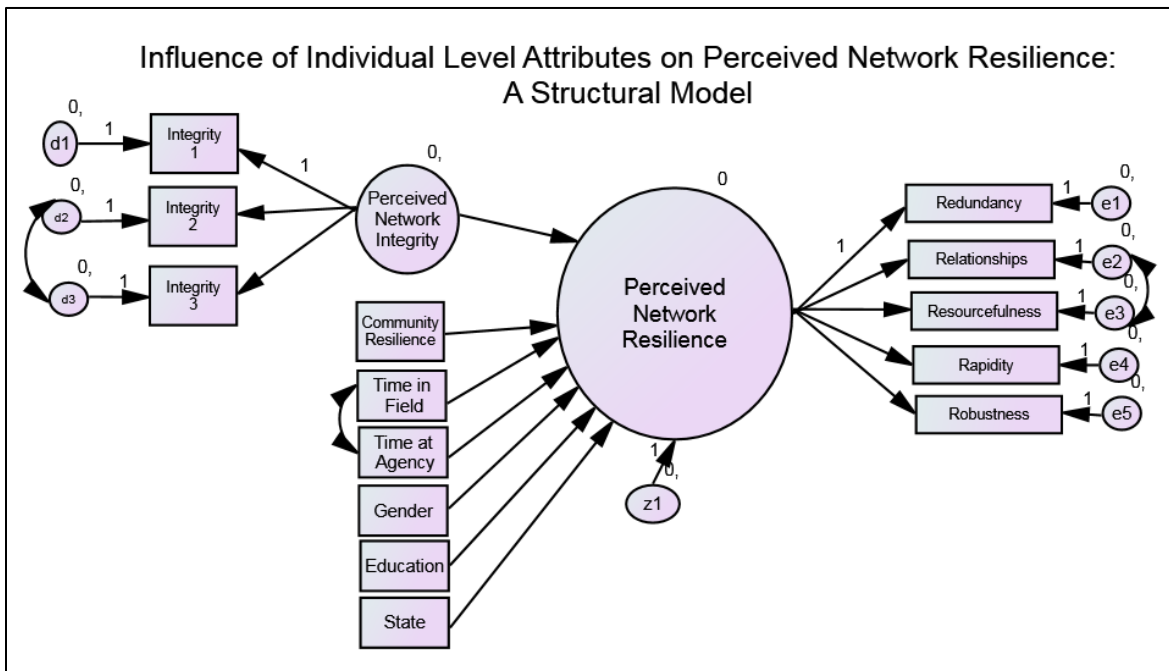 Influence of Individual Level Attributes on Perceived Network Resilience:
A Structural Model
0,
d1
1
Integrity
1
0,
d2
1
Integrity
2
0,
d3
1
Integrity
3
1
0,
Perceived
Network
Integrity
Community
Resilience
Time in
Field
Time at
Agency
Gender
Education
State
0
Perceived
Network
Resilience
1
0,
z1
1
Redundancy
1
0,
e1
Relationships
1
0,
e2
Resourcefulness
1
0,
e3
Rapidity
1
0,
e4
Robustness
1
0,
e5